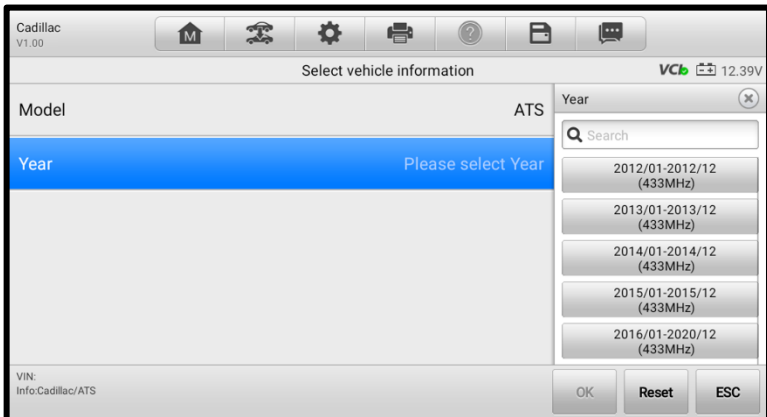 Cadillac
V1.00
M
?
Select vehicle information
VCI 12.39V
Model ATS
Year Please select Year
Year
Search
2012/01-2012/12
(433MHz)
2013/01-2013/12
(433MHz)
2014/01-2014/12
(433MHz)
2015/01-2015/12
(433MHz)
2016/01-2020/12
(433MHz)
VIN:
Info:Cadillac/ATS
OK Reset ESC